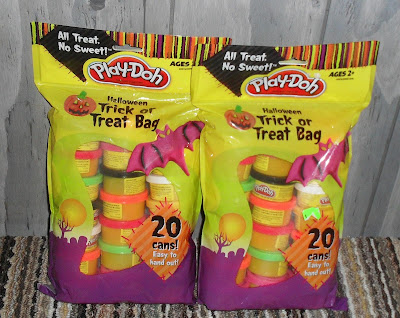 All Treat,
No Sweet!
AGES 2+
Play-Doh
Halloween
Trick or
Treat Bag
20
cans!
Easy to
hand out!
All Treat,
No Sweet!
AGES 2+
Play-Doh
Halloween
Trick or
Treat Bag
Play-Doh
20
cans!
Easy to
hand out!